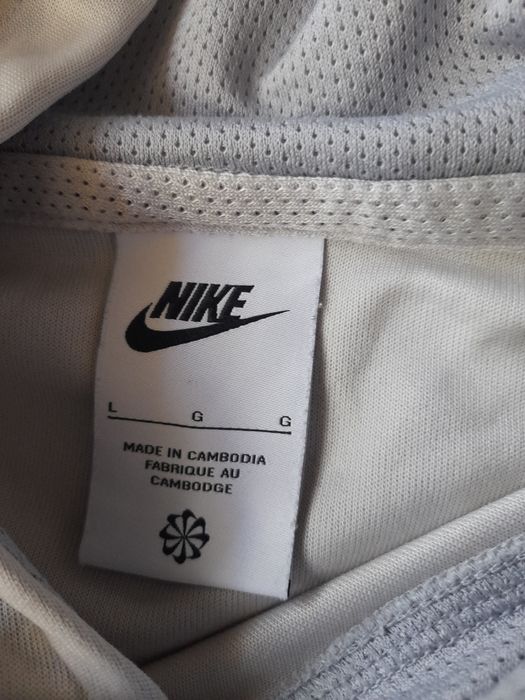 NIKE
L G G
MADE IN CAMBODIA
FABRIQUE AU
CAMBODGE